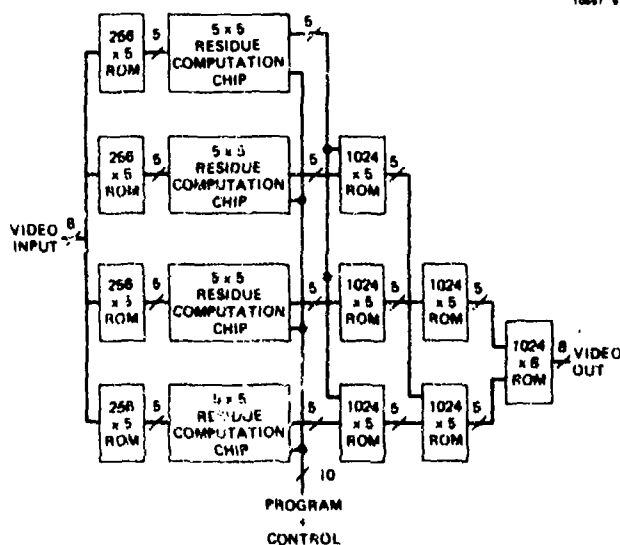 5
256
x 5
ROM
5
5 x 5
RESIDUE
COMPUTATION
CHIP
5
256
x 5
ROM
5
5 x 5
RESIDUE
COMPUTATION
CHIP
5
1024
x 5
ROM
5
VIDEO
INPUT
8
256
x 5
ROM
5
5 x 5
RESIDUE
COMPUTATION
CHIP
5
1024
x 5
ROM
5
1024
x 5
ROM
5
1024
x 8
ROM
8
VIDEO
OUT
256
x 5
ROM
5
5 x 5
RESIDUE
COMPUTATION
CHIP
5
1024
x 5
ROM
5
1024
x 5
ROM
5
10
PROGRAM
+
CONTROL